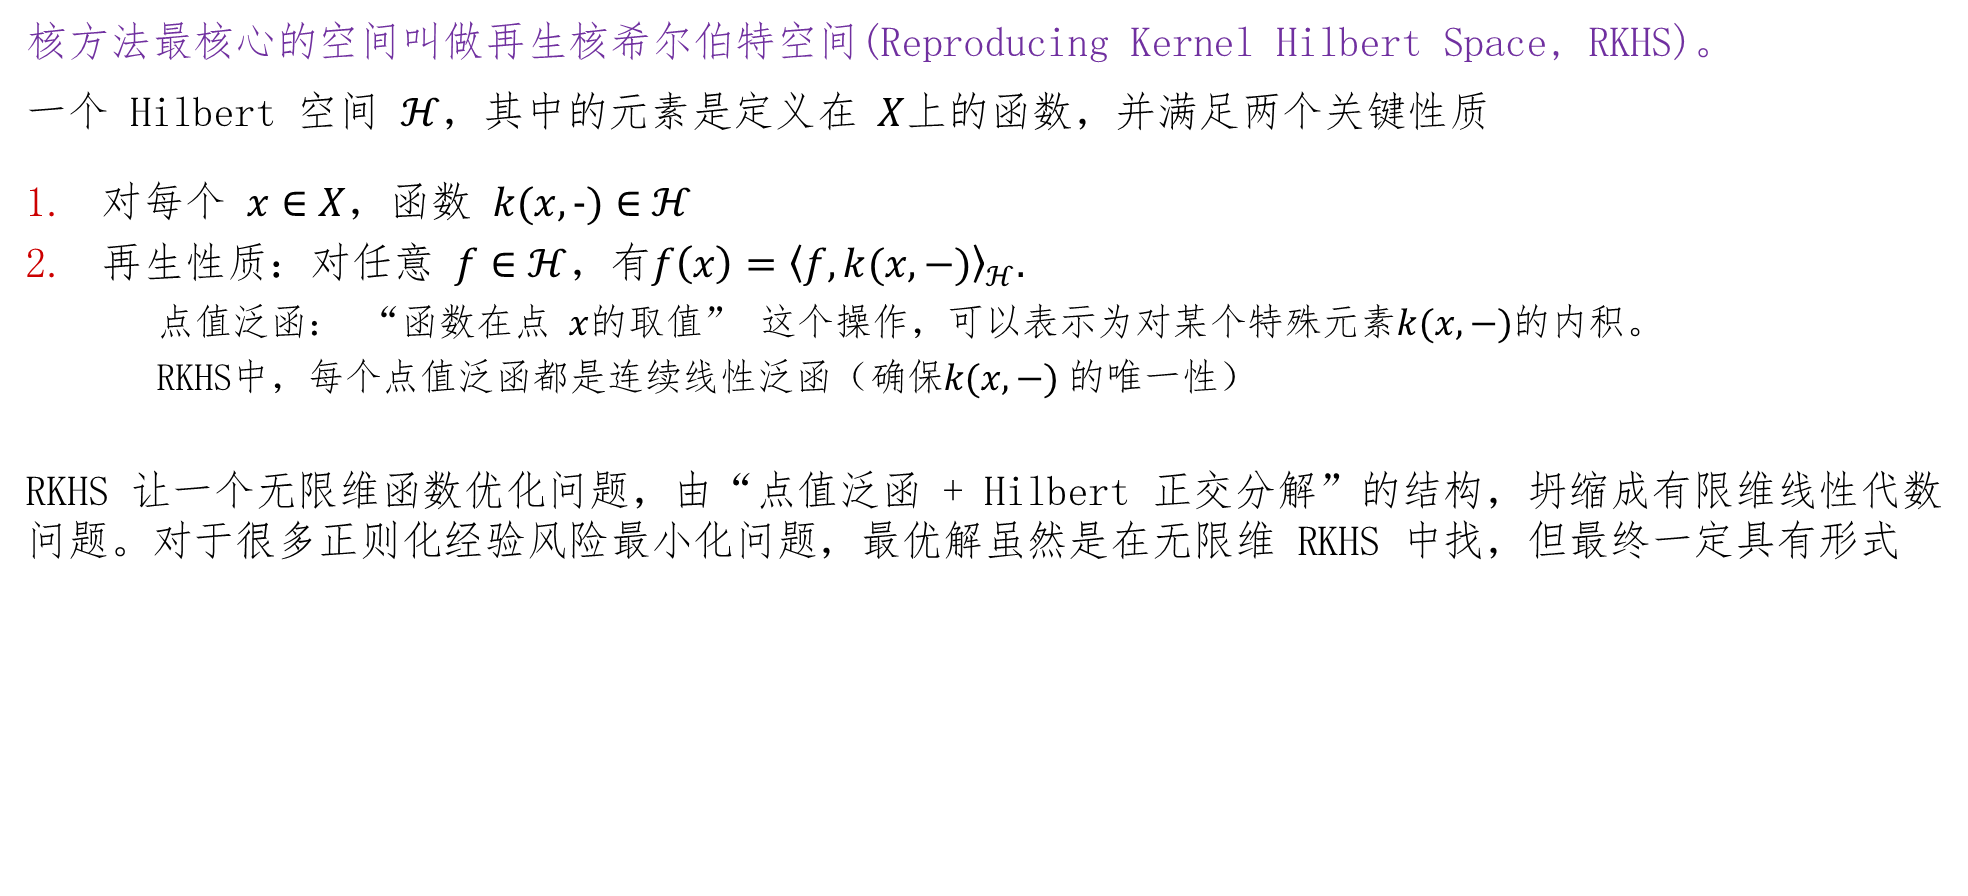 核方法最核心的空间叫做再生核希尔伯特空间(Reproducing Kernel Hilbert Space, RKHS)。
一个 Hilbert 空间 ℋ，其中的元素是定义在 X上的函数，并满足两个关键性质
1. 对每个 x ∈ X，函数 k(x,-) ∈ ℋ
2. 再生性质：对任意 f ∈ ℋ，有f(x) = ⟨f, k(x,−)⟩ℋ.
点值泛函： “函数在点 x的取值” 这个操作，可以表示为对某个特殊元素k(x,−)的内积。
RKHS中，每个点值泛函都是连续线性泛函（确保k(x,−) 的唯一性）
RKHS 让一个无限维函数优化问题，由“点值泛函 + Hilbert 正交分解”的结构，坍缩成有限维线性代数
问题。对于很多正则化经验风险最小化问题，最优解虽然是在无限维 RKHS 中找，但最终一定具有形式